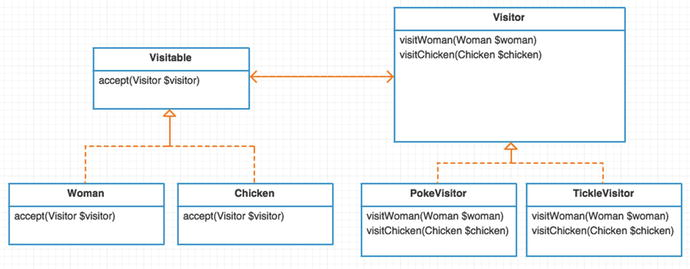 Visitor
visitWoman(Woman $woman)
visitChicken(Chicken $chicken)
Visitable
accept(Visitor $visitor)
Woman
accept(Visitor $visitor)
Chicken
accept(Visitor $visitor)
PokeVisitor
visitWoman(Woman $woman)
visitChicken(Chicken $chicken)
TickleVisitor
visitWoman(Woman $woman)
visitChicken(Chicken $chicken)